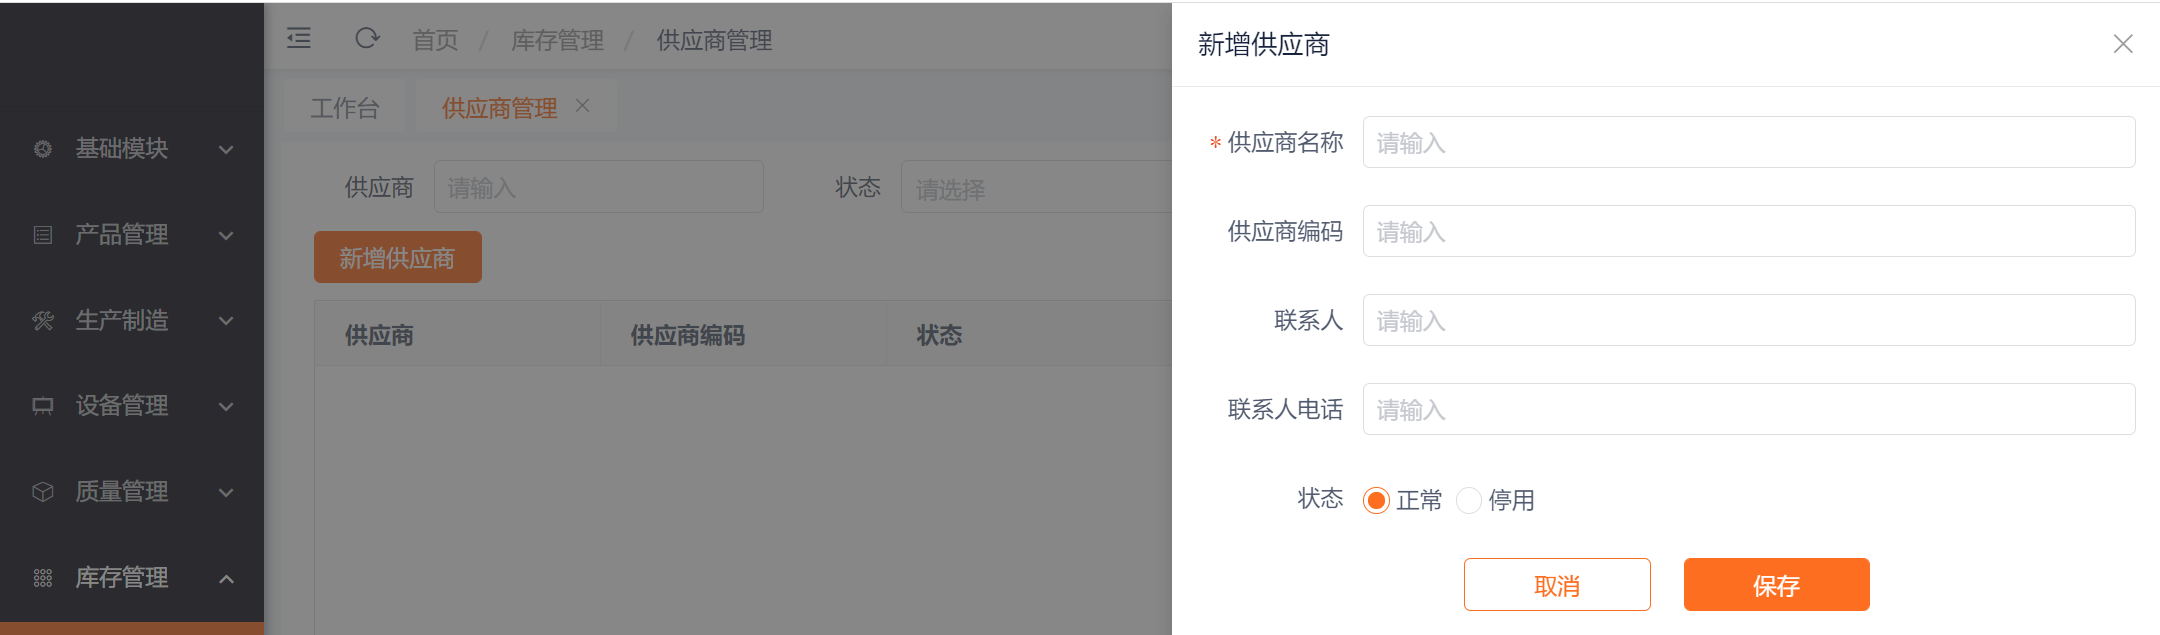 首页 / 库存管理 / 供应商管理
工作台
供应商管理
基础模块
产品管理
生产制造
设备管理
质量管理
库存管理
供应商 请输入
状态 请选择
新增供应商
供应商 供应商编码 状态
新增供应商
* 供应商名称 请输入
供应商编码 请输入
联系人 请输入
联系人电话 请输入
状态 正常 停用
取消 保存